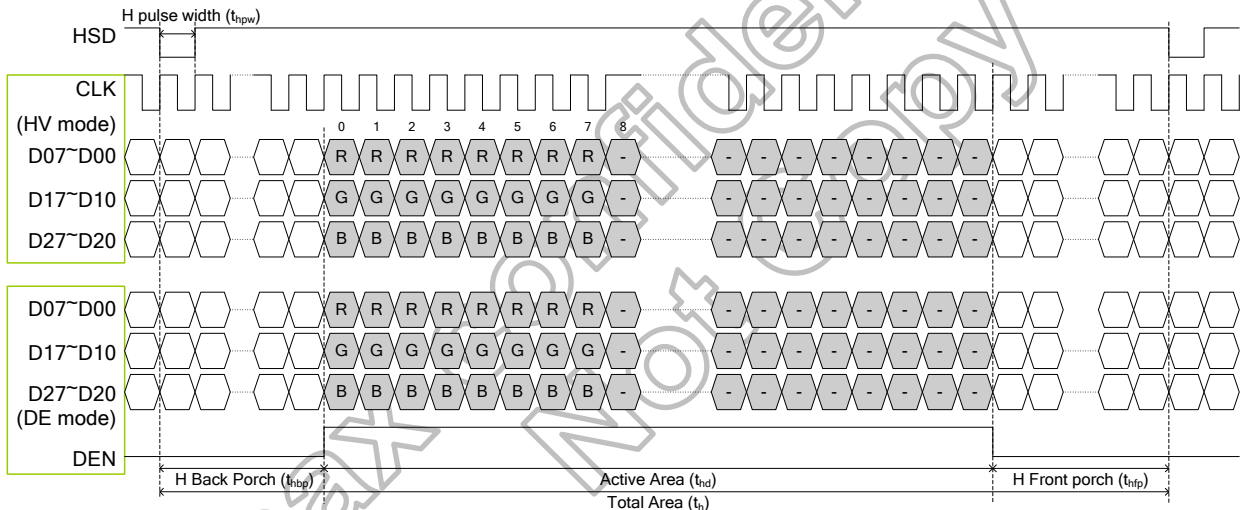 H pulse width (thpw)
HSD
CLK
(HV mode)
0 1 2 3 4 5 6 7 8
D07~D00 R R R R R R R R - - - - - - - - -
D17~D10 G G G G G G G G - - - - - - - - -
D27~D20 B B B B B B B B - - - - - - - - -
D07~D00 R R R R R R R R - - - - - - - - -
D17~D10 G G G G G G G G - - - - - - - - -
D27~D20 B B B B B B B B - - - - - - - - -
(DE mode)
DEN
H Back Porch (thbp) Active Area (thd) H Front porch (thfp)
Total Area (th)
Not Copy